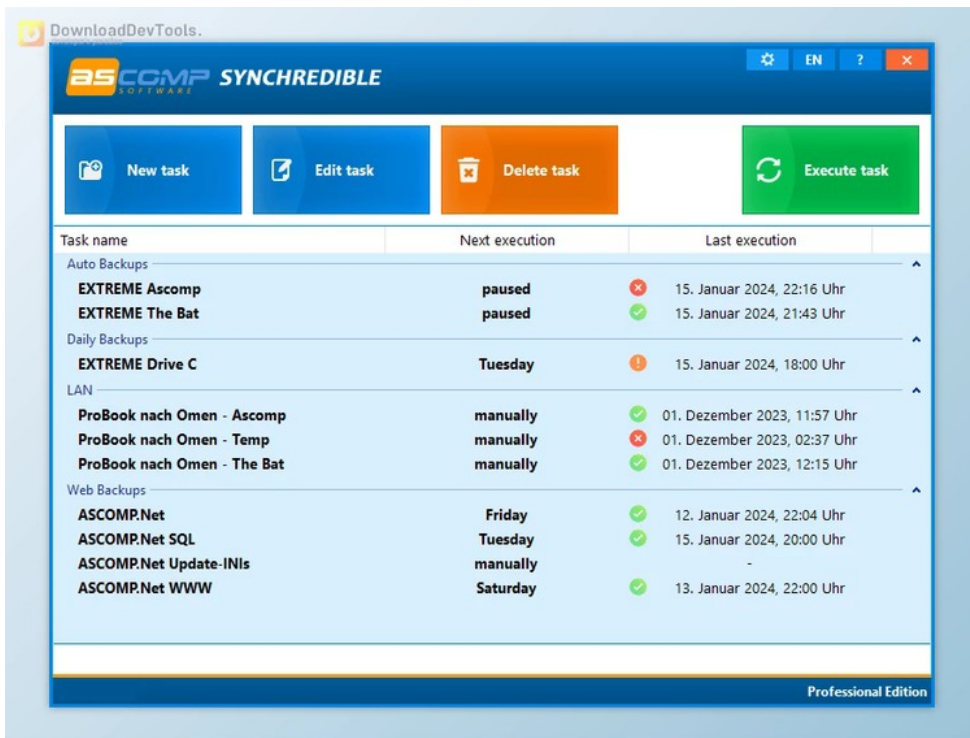 DownloadDevTools.
ascomp SYNCHREDIBLE
SOFTWARE
EN ?
New task
Edit task
Delete task
Execute task
Task name Next execution Last execution
Auto Backups
EXTREME Ascomp paused 15. Januar 2024, 22:16 Uhr
EXTREME The Bat paused 15. Januar 2024, 21:43 Uhr
Daily Backups
EXTREME Drive C Tuesday 15. Januar 2024, 18:00 Uhr
LAN
ProBook nach Omen - Ascomp manually 01. Dezember 2023, 11:57 Uhr
ProBook nach Omen - Temp manually 01. Dezember 2023, 02:37 Uhr
ProBook nach Omen - The Bat manually 01. Dezember 2023, 12:15 Uhr
Web Backups
ASCOMP.Net Friday 12. Januar 2024, 22:04 Uhr
ASCOMP.Net SQL Tuesday 15. Januar 2024, 20:00 Uhr
ASCOMP.Net Update-INIs manually -
ASCOMP.Net WWW Saturday 13. Januar 2024, 22:00 Uhr
Professional Edition